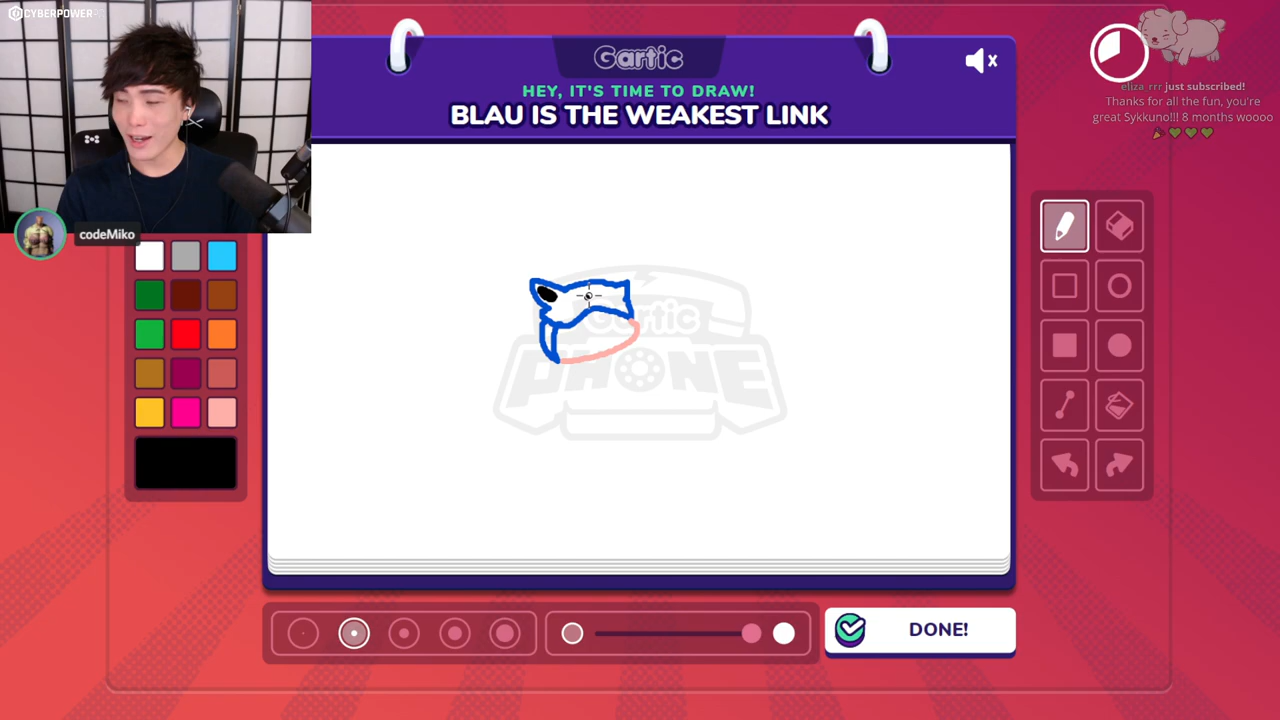 CYBERPOWERPC
Gartic
HEY, IT'S TIME TO DRAW!
BLAU IS THE WEAKEST LINK
eliza_rrr just subscribed!
Thanks for all the fun, you're
great Sykkuno!!! 8 months woooo
codeMiko
Gartic
PHONE
DONE!